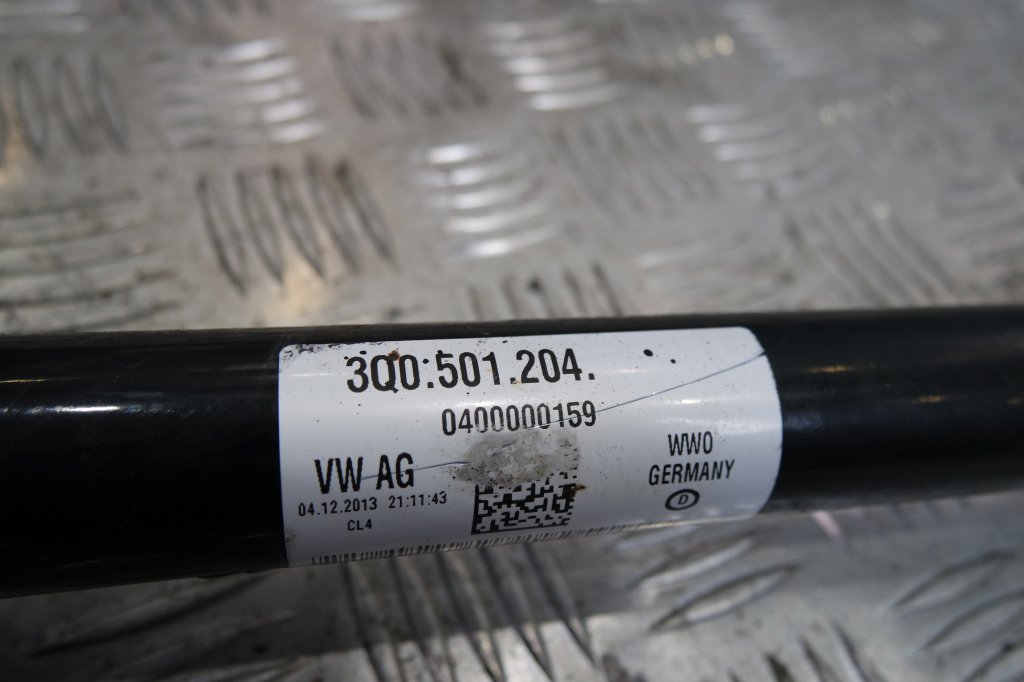 3Q0.501.204.
0400000159
VW AG
04.12.2013 21:11:43
CL4
WWO
GERMANY
D